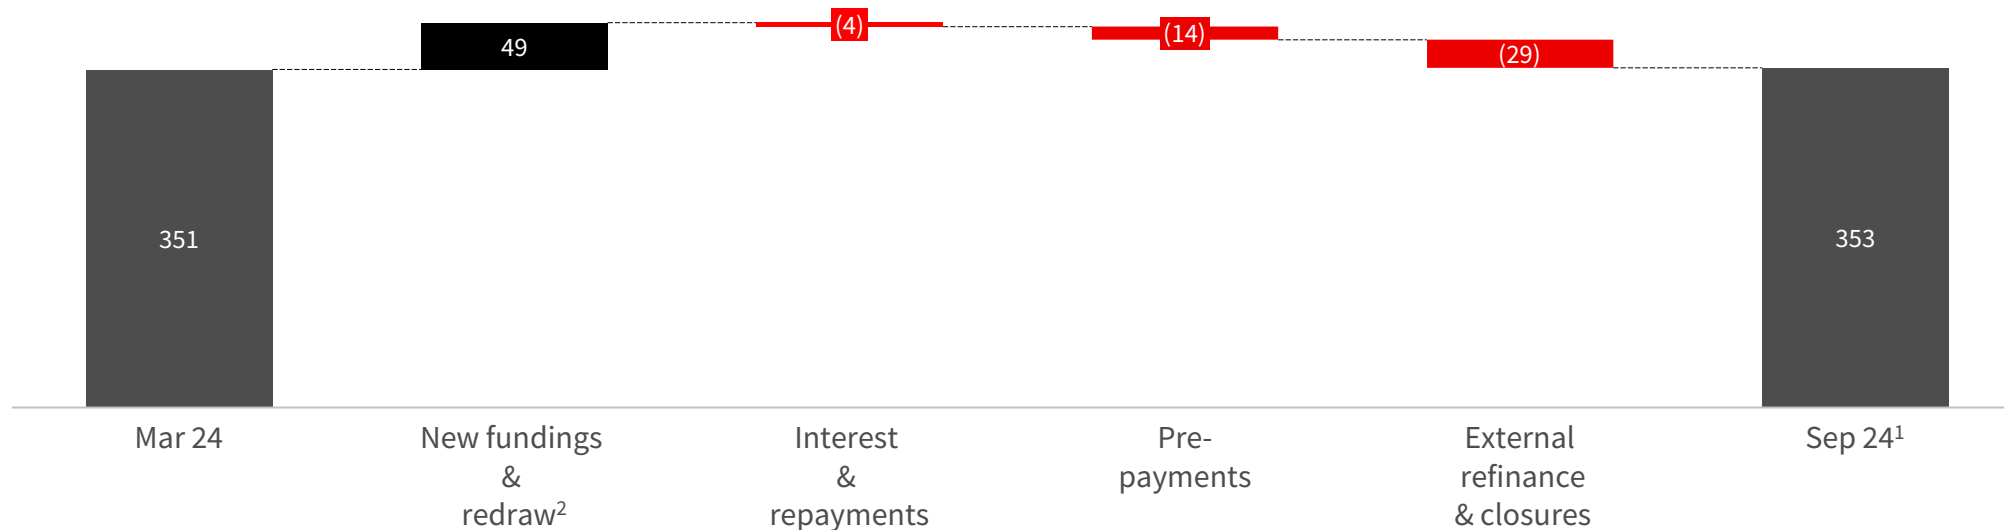 49
(4)
(14)
(29)
351
353
Mar 24
New fundings
&
redraw²
Interest
&
repayments
Pre-
payments
External
refinance
& closures
Sep 24¹